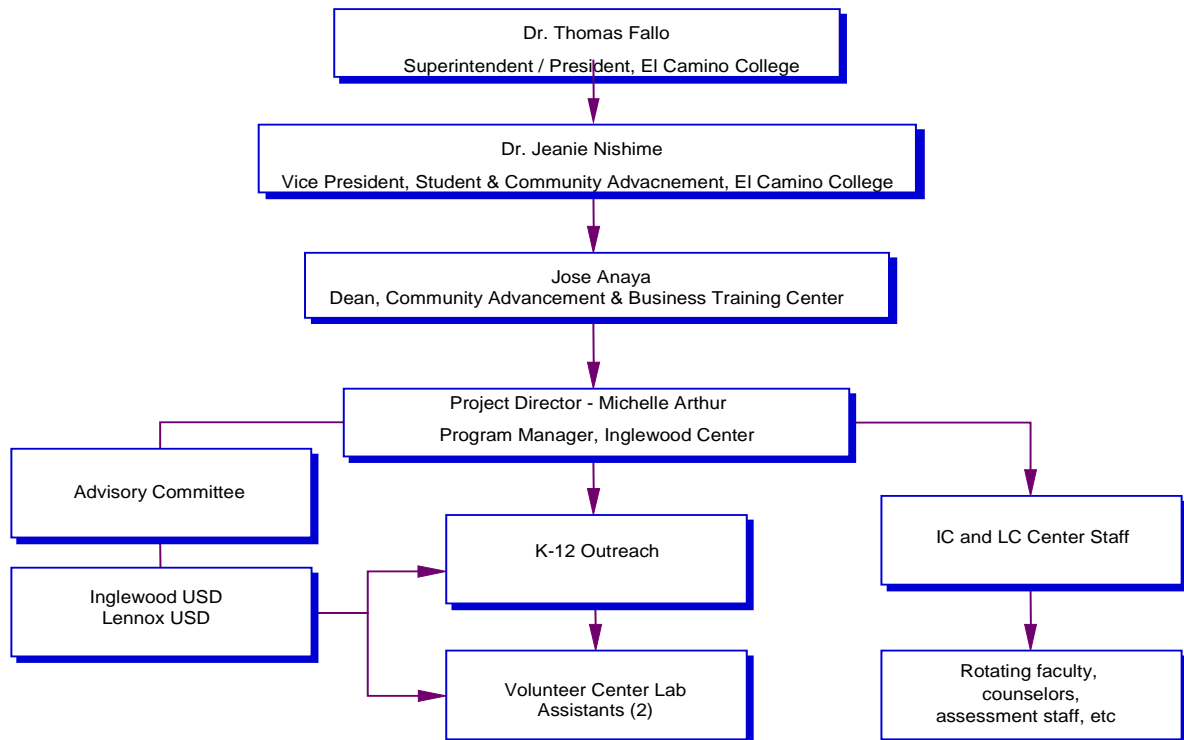 Dr. Thomas Fallo
Superintendent / President, El Camino College
Dr. Jeanie Nishime
Vice President, Student & Community Advacnement, El Camino College
Jose Anaya
Dean, Community Advancement & Business Training Center
Project Director - Michelle Arthur
Program Manager, Inglewood Center
Advisory Committee
Inglewood USD
Lennox USD
K-12 Outreach
Volunteer Center Lab
Assistants (2)
IC and LC Center Staff
Rotating faculty,
counselors,
assessment staff, etc